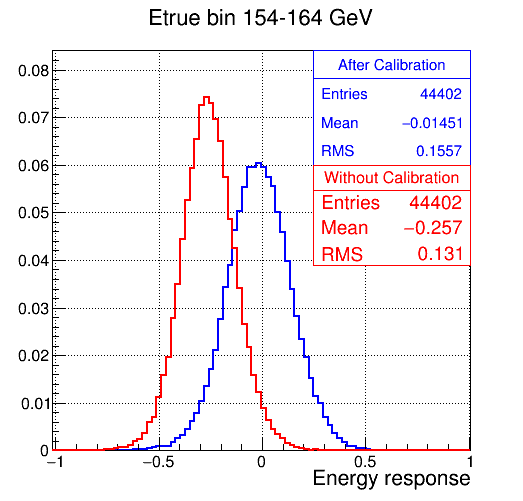 Etrue bin 154-164 GeV
After Calibration
Entries 44402
Mean −0.01451
RMS 0.1557
Without Calibration
Entries 44402
Mean −0.257
RMS 0.131
0.08
0.07
0.06
0.05
0.04
0.03
0.02
0.01
0
−1 −0.5 0 0.5 1
Energy response